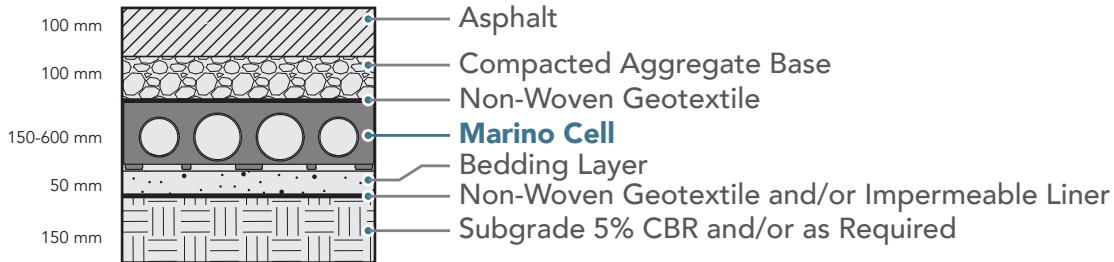 100 mm
Asphalt
100 mm
Compacted Aggregate Base
Non-Woven Geotextile
150-600 mm
Marino Cell
Bedding Layer
50 mm
Non-Woven Geotextile and/or Impermeable Liner
150 mm
Subgrade 5% CBR and/or as Required